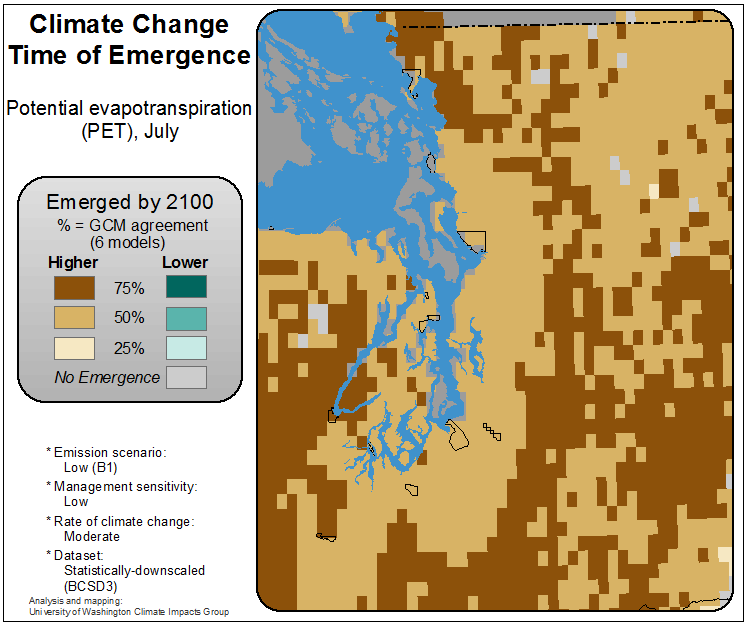 Climate Change
Time of Emergence
Potential evapotranspiration
(PET), July
Emerged by 2100
% = GCM agreement
(6 models)
Higher Lower
75%
50%
25%
No Emergence
* Emission scenario:
Low (B1)
* Management sensitivity:
Low
* Rate of climate change:
Moderate
* Dataset:
Statistically-downscaled
(BCSD3)
Analysis and mapping:
University of Washington Climate Impacts Group